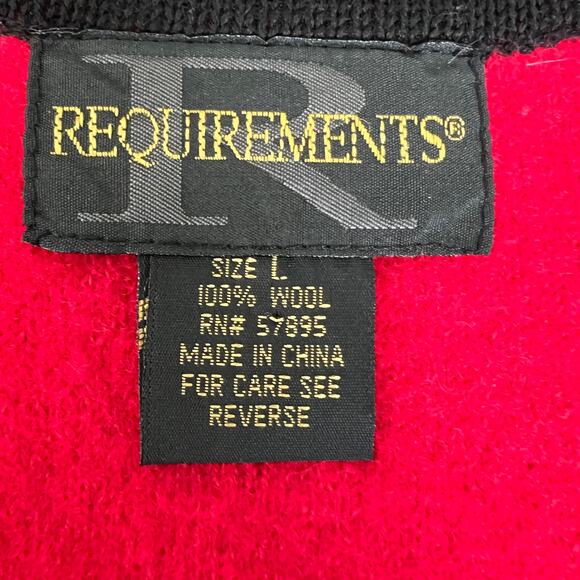 R
REQUIREMENTS®
SIZE L
100% WOOL
RN# 57895
MADE IN CHINA
FOR CARE SEE
REVERSE